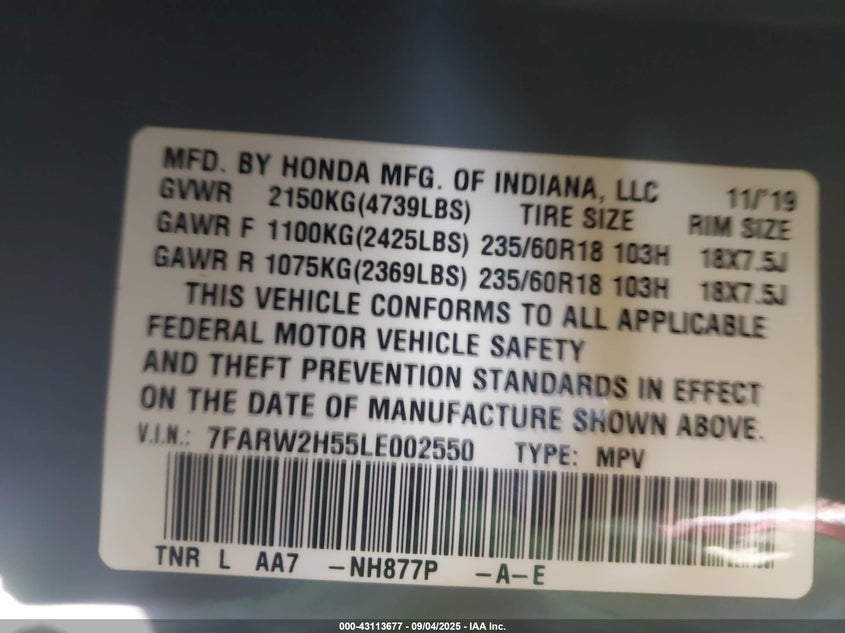 MFD. BY HONDA MFG. OF INDIANA, LLC 11/'19
GVWR 2150KG(4739LBS) TIRE SIZE RIM SIZE
GAWR F 1100KG(2425LBS) 235/60R18 103H 18X7.5J
GAWR R 1075KG(2369LBS) 235/60R18 103H 18X7.5J
THIS VEHICLE CONFORMS TO ALL APPLICABLE
FEDERAL MOTOR VEHICLE SAFETY
AND THEFT PREVENTION STANDARDS IN EFFECT
ON THE DATE OF MANUFACTURE SHOWN ABOVE.
V.I.N.: 7FARW2H55LE002550 TYPE: MPV
TNR L AA7 -NH877P -A-E
000-43113677 - 09/04/2025 - IAA Inc.